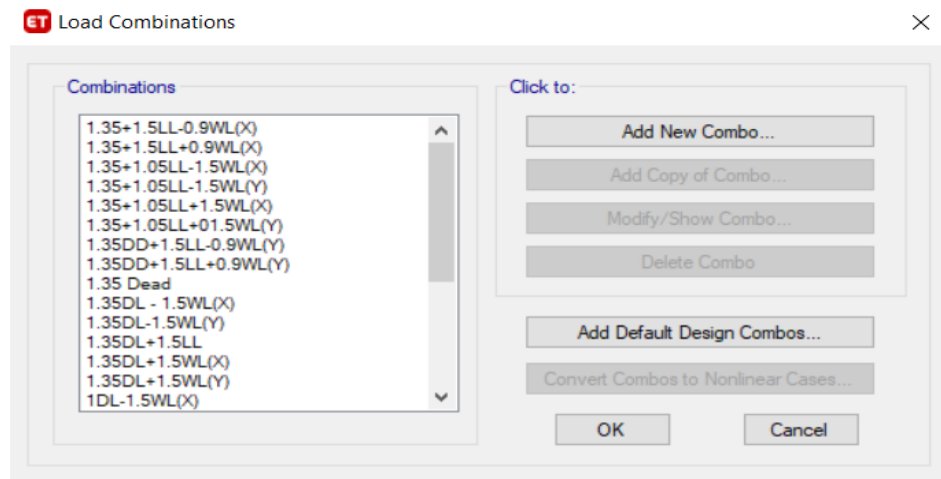 ET Load Combinations
Combinations
1.35+1.5LL-0.9WL(X)
1.35+1.5LL+0.9WL(X)
1.35+1.05LL-1.5WL(X)
1.35+1.05LL-1.5WL(Y)
1.35+1.05LL+1.5WL(X)
1.35+1.05LL+01.5WL(Y)
1.35DD+1.5LL-0.9WL(Y)
1.35DD+1.5LL+0.9WL(Y)
1.35 Dead
1.35DL - 1.5WL(X)
1.35DL-1.5WL(Y)
1.35DL+1.5LL
1.35DL+1.5WL(X)
1.35DL+1.5WL(Y)
1DL-1.5WL(X)
Click to:
Add New Combo...
Add Copy of Combo...
Modify/Show Combo...
Delete Combo
Add Default Design Combos...
Convert Combos to Nonlinear Cases...
OK
Cancel